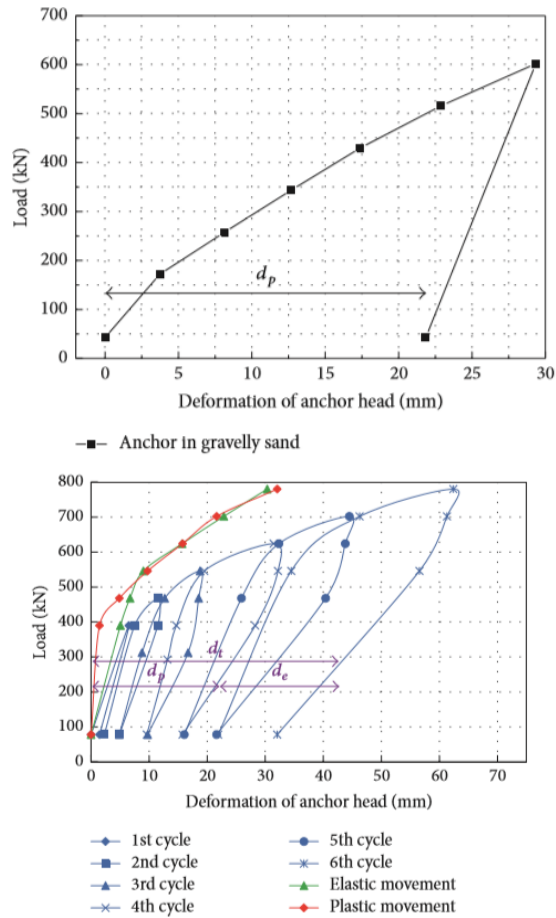 700
600
500
400
300
200
100
0
Load (kN)
d_p
0 5 10 15 20 25 30
Deformation of anchor head (mm)
Anchor in gravelly sand
800
700
600
500
400
300
200
100
0
Load (kN)
d_t
d_p d_e
0 10 20 30 40 50 60 70
Deformation of anchor head (mm)
1st cycle 5th cycle
2nd cycle 6th cycle
3rd cycle Elastic movement
4th cycle Plastic movement